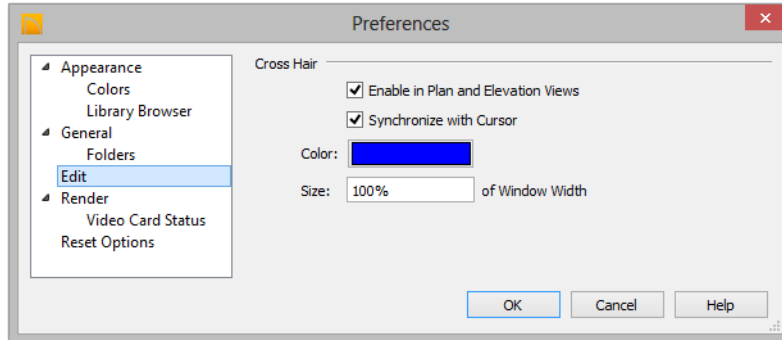 Preferences
Appearance
Colors
Library Browser
General
Folders
Edit
Render
Video Card Status
Reset Options
Cross Hair
Enable in Plan and Elevation Views
Synchronize with Cursor
Color:
Size: 100% of Window Width
OK Cancel Help